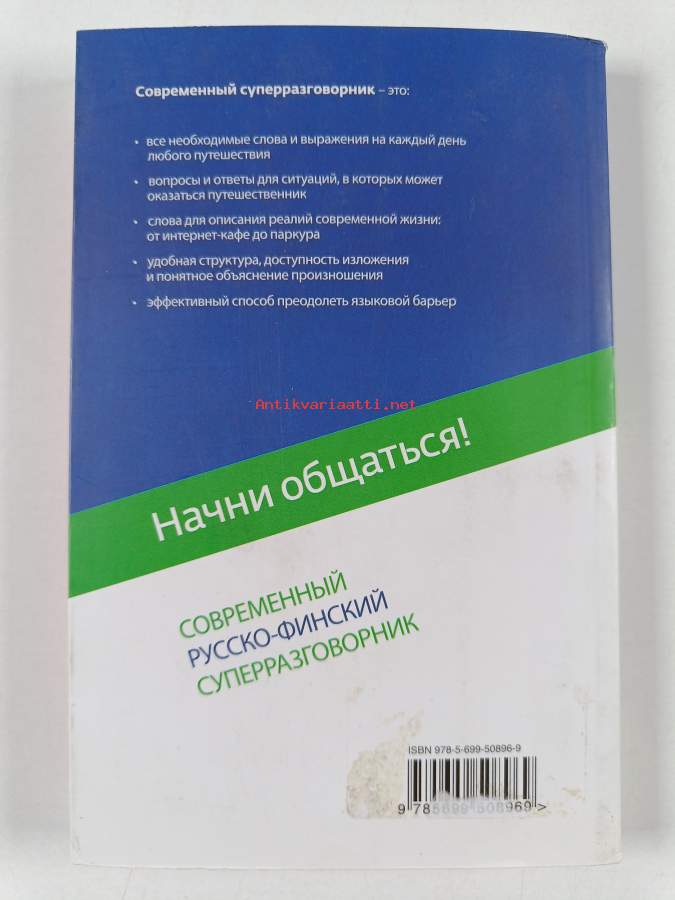 Современный суперразговорник – это:
• все необходимые слова и выражения на каждый день
любого путешествия
• вопросы и ответы для ситуаций, в которых может
оказаться путешественник
• слова для описания реалий современной жизни:
от интернет-кафе до паркура
• удобная структура, доступность изложения
и понятное объяснение произношения
• эффективный способ преодолеть языковой барьер
Antikvariaatti.net
Начни общаться!
СОВРЕМЕННЫЙ
РУССКО-ФИНСКИЙ
СУПЕРРАЗГОВОРНИК
ISBN 978-5-699-50896-9
9 785699 508969 >